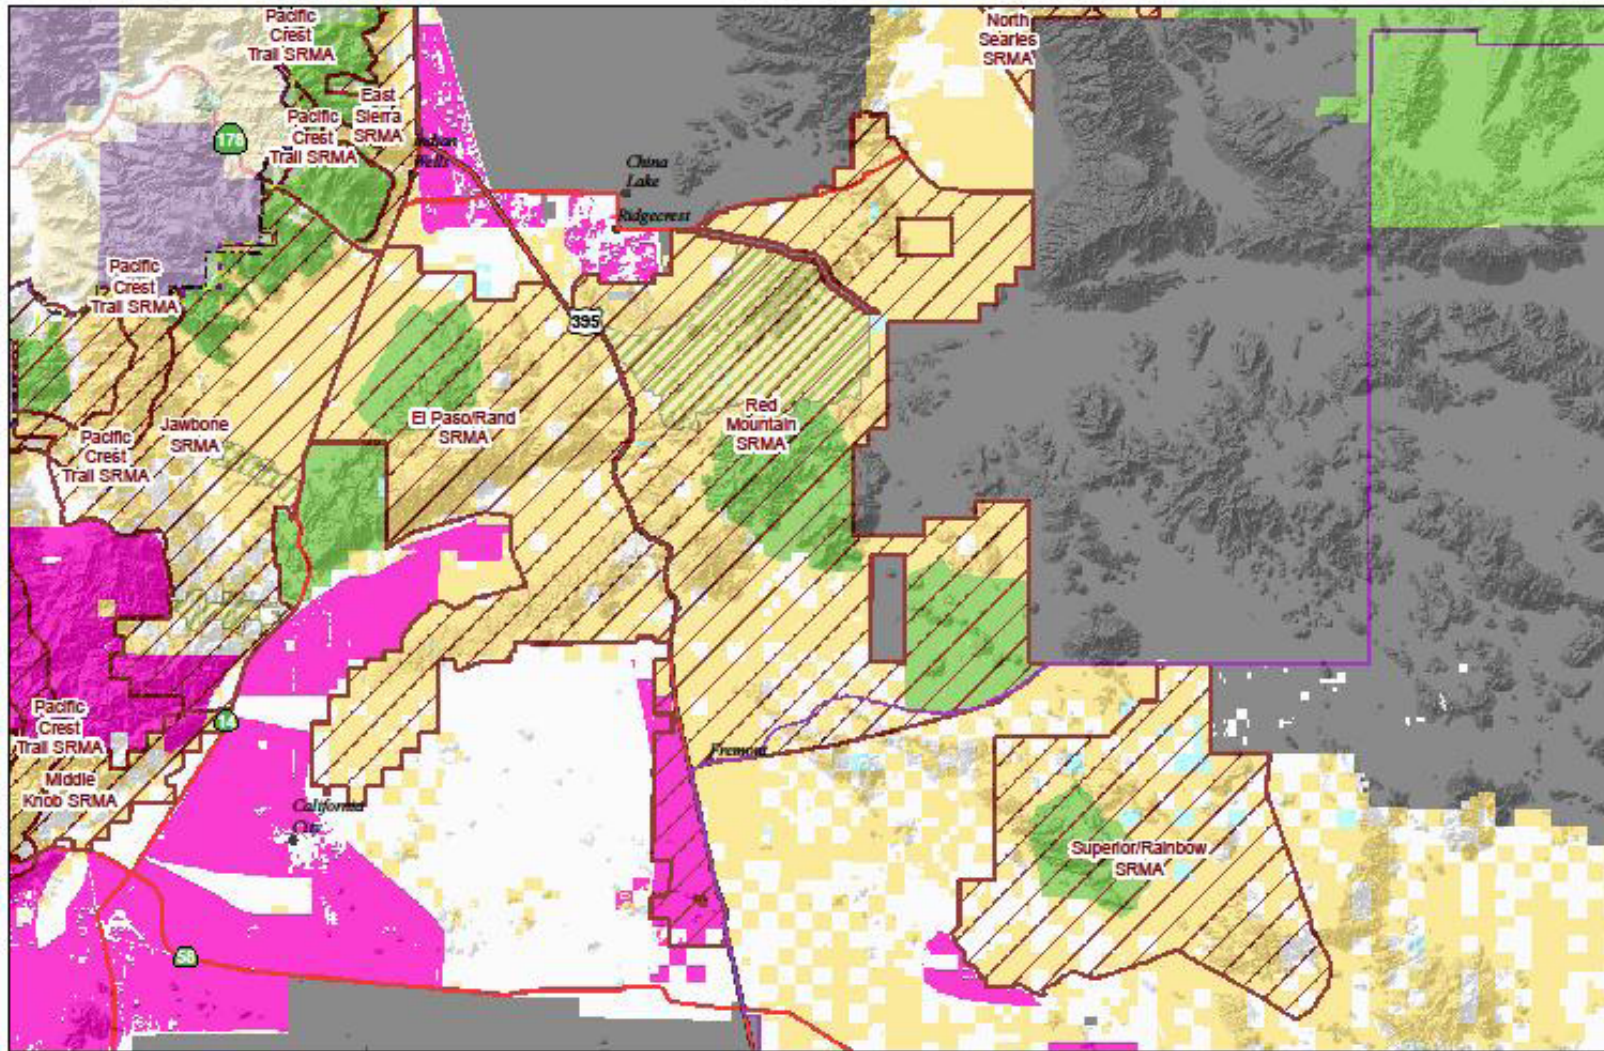 Pacific
Crest
Trail SRMA
North
Searles
SRMA
East
Sierra
SRMA
Pacific
Crest
Trail SRMA
178
Indian
Wells
China
Lake
Ridgecrest
Pacific
Crest
Trail SRMA
395
El Paso/Rand
SRMA
Red
Mountain
SRMA
Jawbone
SRMA
Pacific
Crest
Trail SRMA
Pacific
Crest
Trail SRMA
14
Fremont
Middle
Knob SRMA
California
City
Superior/Rainbow
SRMA
58